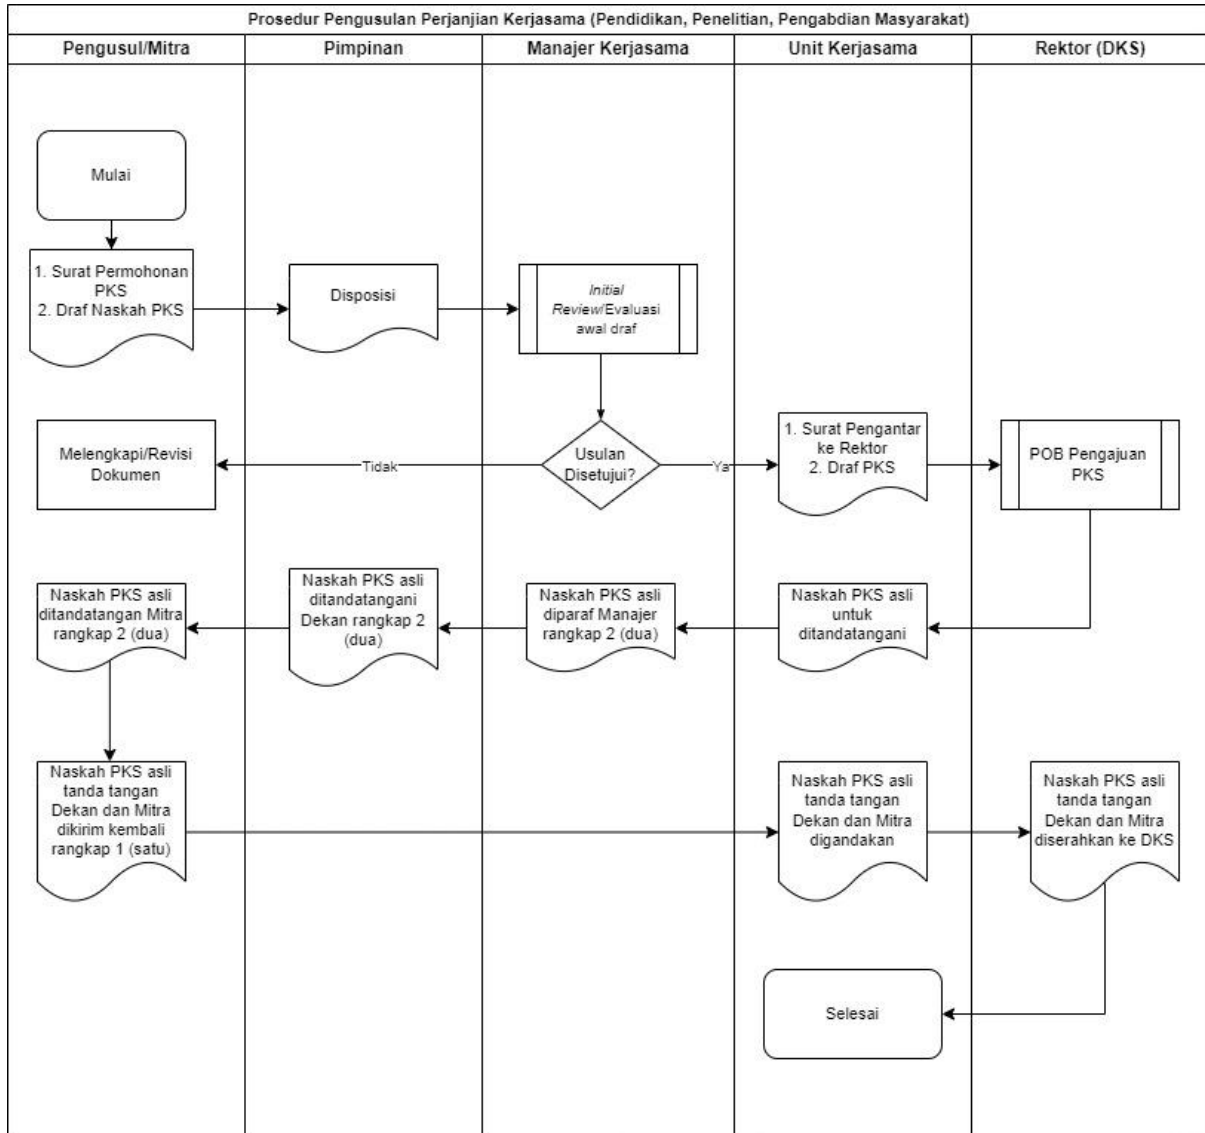 Prosedur Pengusulan Perjanjian Kerjasama (Pendidikan, Penelitian, Pengabdian Masyarakat)
Pengusul/Mitra
Pimpinan
Manajer Kerjasama
Unit Kerjasama
Rektor (DKS)
Mulai
1. Surat Permohonan
PKS
2. Draf Naskah PKS
Disposisi
Initial
Review/Evaluasi
awal draf
Melengkapi/Revisi
Dokumen
Tidak
Usulan
Disetujui?
Ya
1. Surat Pengantar
ke Rektor
2. Draf PKS
POB Pengajuan
PKS
Naskah PKS asli
ditandatangan Mitra
rangkap 2 (dua)
Naskah PKS asli
ditandatangani
Dekan rangkap 2
(dua)
Naskah PKS asli
diparaf Manajer
rangkap 2 (dua)
Naskah PKS asli
untuk
ditandatangani
Naskah PKS asli
tanda tangan
Dekan dan Mitra
dikirim kembali
rangkap 1 (satu)
Naskah PKS asli
tanda tangan
Dekan dan Mitra
digandakan
Naskah PKS asli
tanda tangan
Dekan dan Mitra
diserahkan ke DKS
Selesai